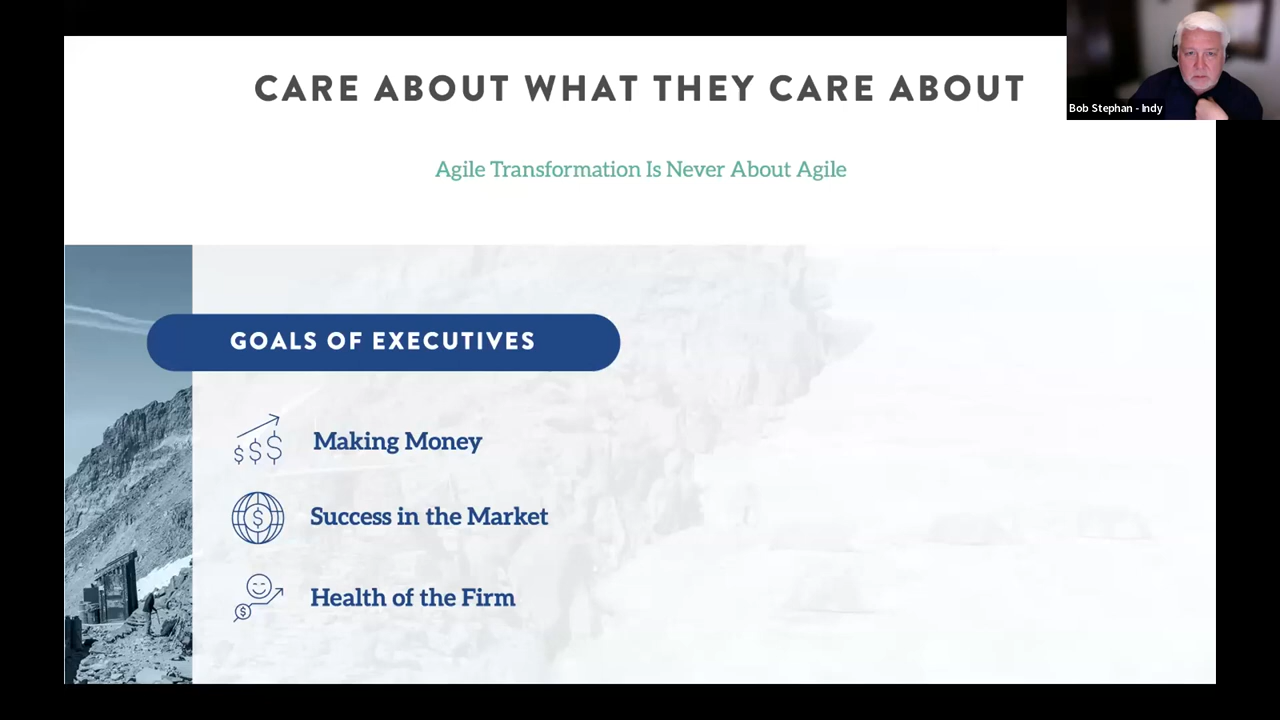 CARE ABOUT WHAT THEY CARE ABOUT
Bob Stephan - Indy
Agile Transformation Is Never About Agile
GOALS OF EXECUTIVES
$$$ Making Money
$ Success in the Market
$ Health of the Firm